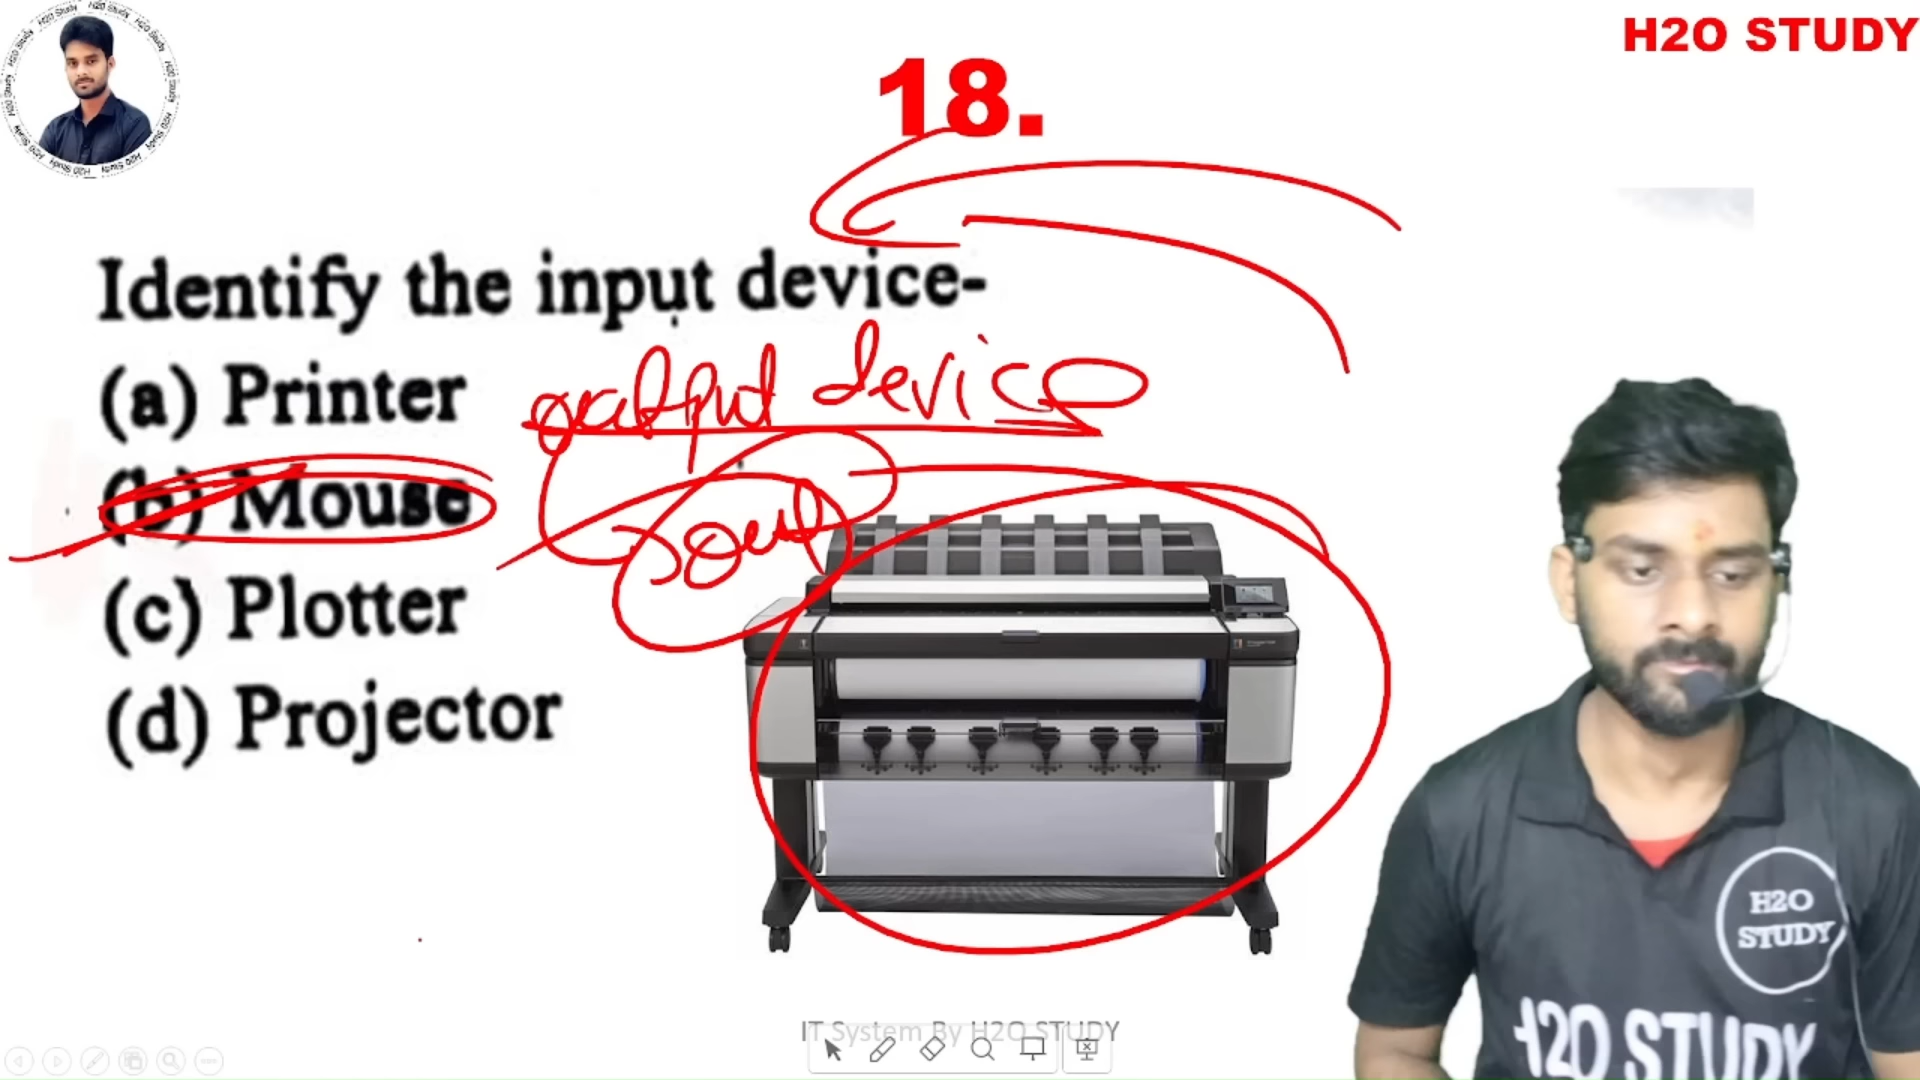 H2O STUDY
18.
Identify the input device-
(a) Printer
output device
(b) Mouse
(c) Plotter
(d) Projector
H2O
STUDY
H2O STUDY
IT System By H2O STUDY